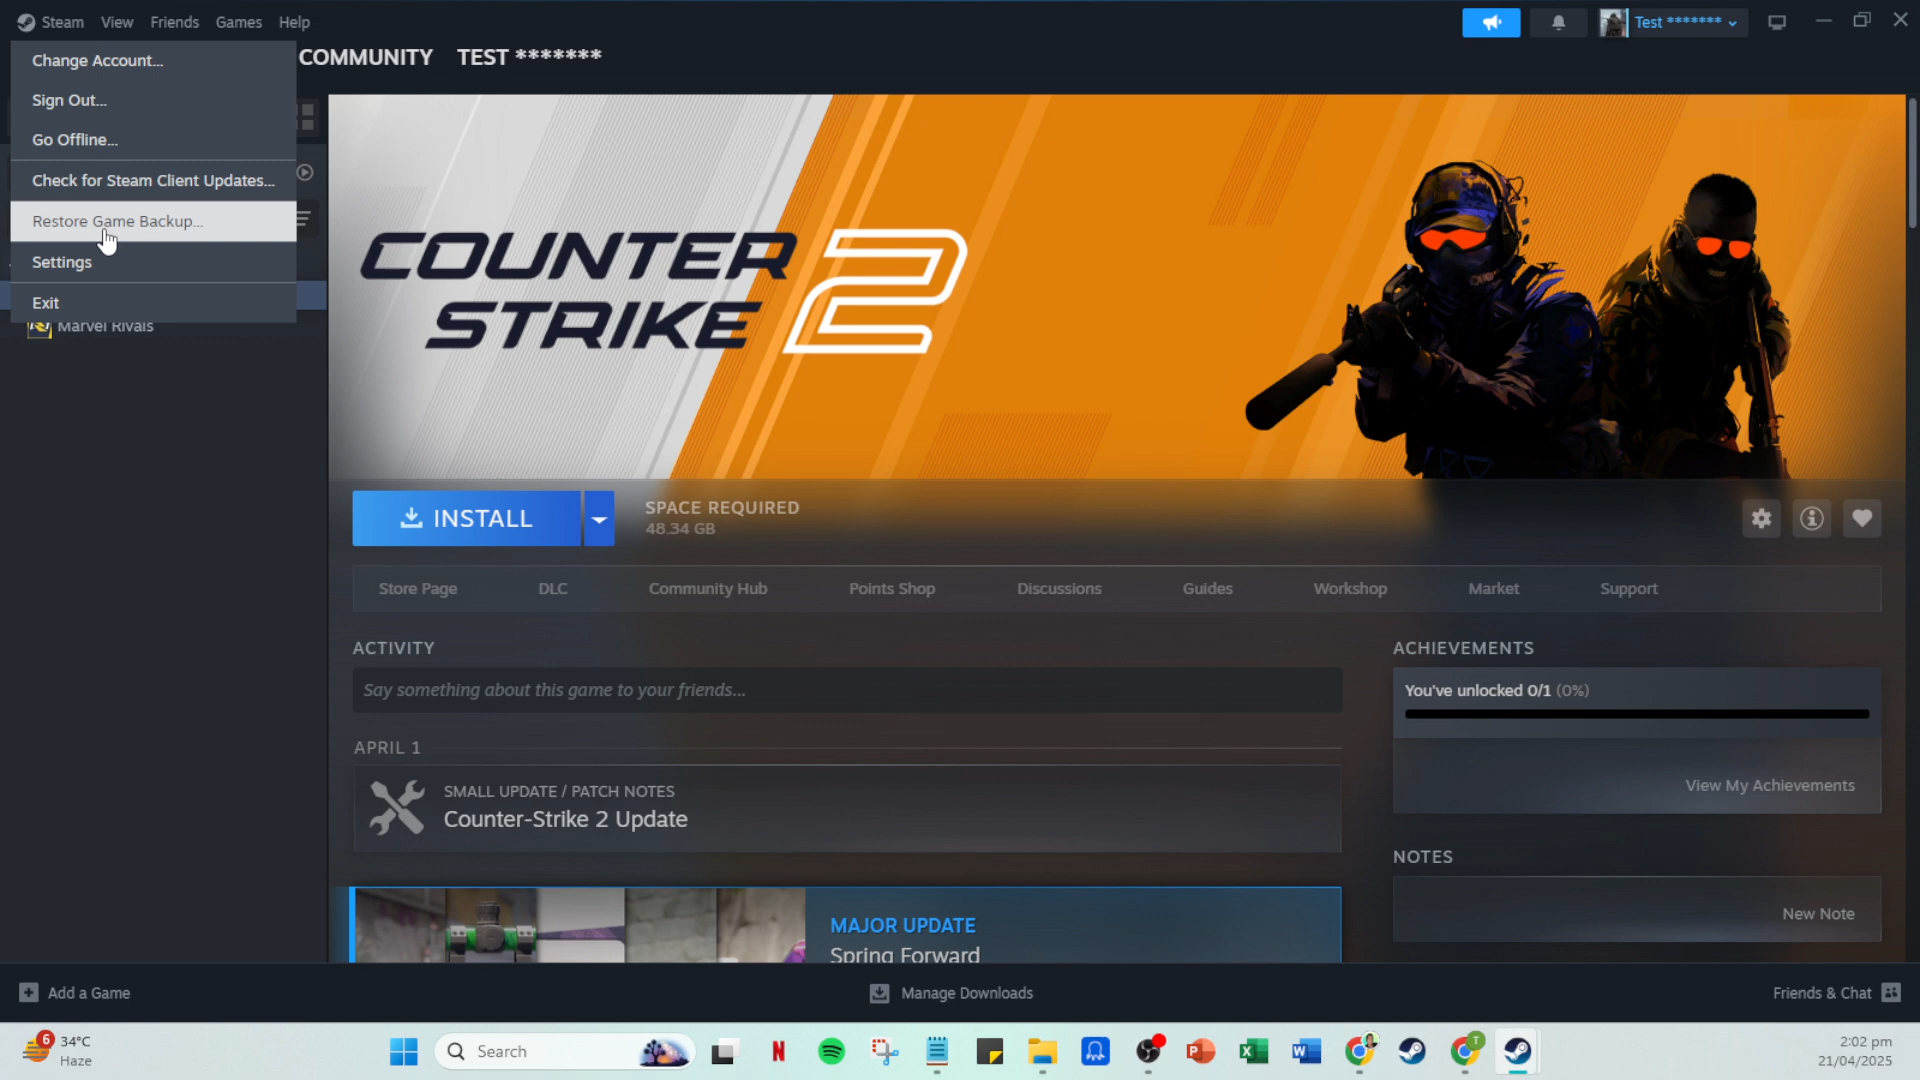 Steam View Friends Games Help
Test *******
Change Account...
COMMUNITY TEST *******
Sign Out...
Go Offline...
Check for Steam Client Updates...
Restore Game Backup...
Settings
Exit
Marvel Rivals
COUNTER
STRIKE 2
INSTALL
SPACE REQUIRED
48.34 GB
Store Page DLC Community Hub Points Shop Discussions Guides Workshop Market Support
ACTIVITY
Say something about this game to your friends...
APRIL 1
SMALL UPDATE / PATCH NOTES
Counter-Strike 2 Update
MAJOR UPDATE
Spring Forward
ACHIEVEMENTS
You've unlocked 0/1 (0%)
View My Achievements
NOTES
New Note
Add a Game
Manage Downloads
Friends & Chat
6
34°C
Haze
Search
N
P
X
W
T
2:02 pm
21/04/2025